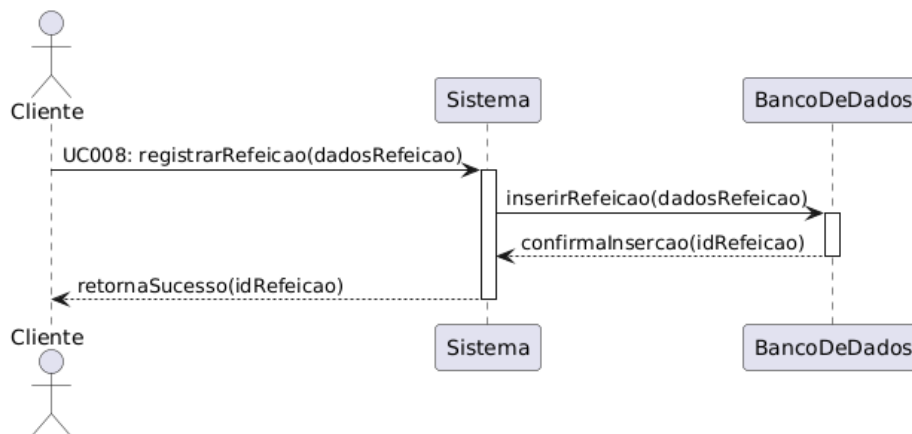 Cliente
Sistema
BancoDeDados
UC008: registrarRefeicao(dadosRefeicao)
inserirRefeicao(dadosRefeicao)
confirmaInsercao(idRefeicao)
retornaSucesso(idRefeicao)
Cliente
Sistema
BancoDeDados